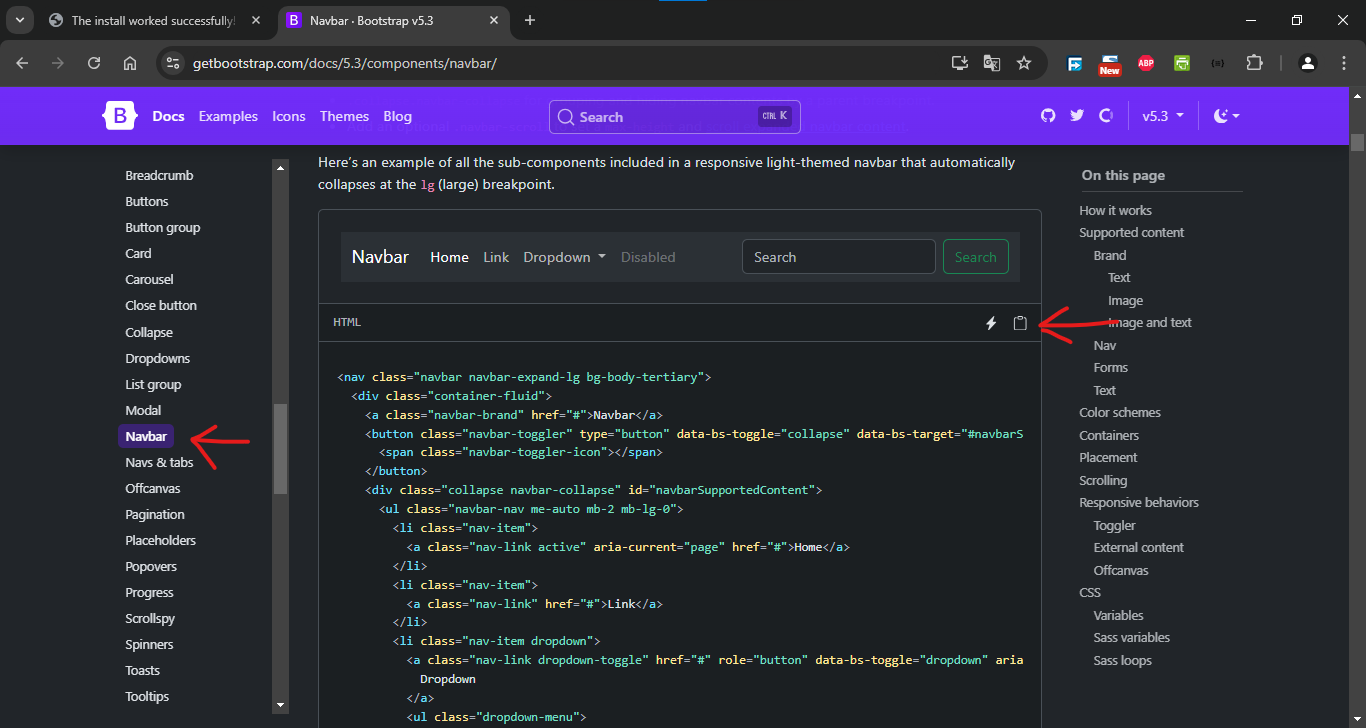 The install worked successfully!
Navbar · Bootstrap v5.3
getbootstrap.com/docs/5.3/components/navbar/
New
ABP
B
Docs
Examples
Icons
Themes
Blog
Search
CTRL K
v5.3
Breadcrumb
Buttons
Button group
Card
Carousel
Close button
Collapse
Dropdowns
List group
Modal
Navbar
Navs & tabs
Offcanvas
Pagination
Placeholders
Popovers
Progress
Scrollspy
Spinners
Toasts
Tooltips
Here's an example of all the sub-components included in a responsive light-themed navbar that automatically
collapses at the lg (large) breakpoint.
Navbar Home Link Dropdown Disabled Search Search
HTML
<nav class="navbar navbar-expand-lg bg-body-tertiary">
<div class="container-fluid">
<a class="navbar-brand" href="#">Navbar</a>
<button class="navbar-toggler" type="button" data-bs-toggle="collapse" data-bs-target="#navbarS
<span class="navbar-toggler-icon"></span>
</button>
<div class="collapse navbar-collapse" id="navbarSupportedContent">
<ul class="navbar-nav me-auto mb-2 mb-lg-0">
<li class="nav-item">
<a class="nav-link active" aria-current="page" href="#">Home</a>
</li>
<li class="nav-item">
<a class="nav-link" href="#">Link</a>
</li>
<li class="nav-item dropdown">
<a class="nav-link dropdown-toggle" href="#" role="button" data-bs-toggle="dropdown" aria
Dropdown
</a>
<ul class="dropdown-menu">
On this page
How it works
Supported content
Brand
Text
Image
Image and text
Nav
Forms
Text
Color schemes
Containers
Placement
Scrolling
Responsive behaviors
Toggler
External content
Offcanvas
CSS
Variables
Sass variables
Sass loops